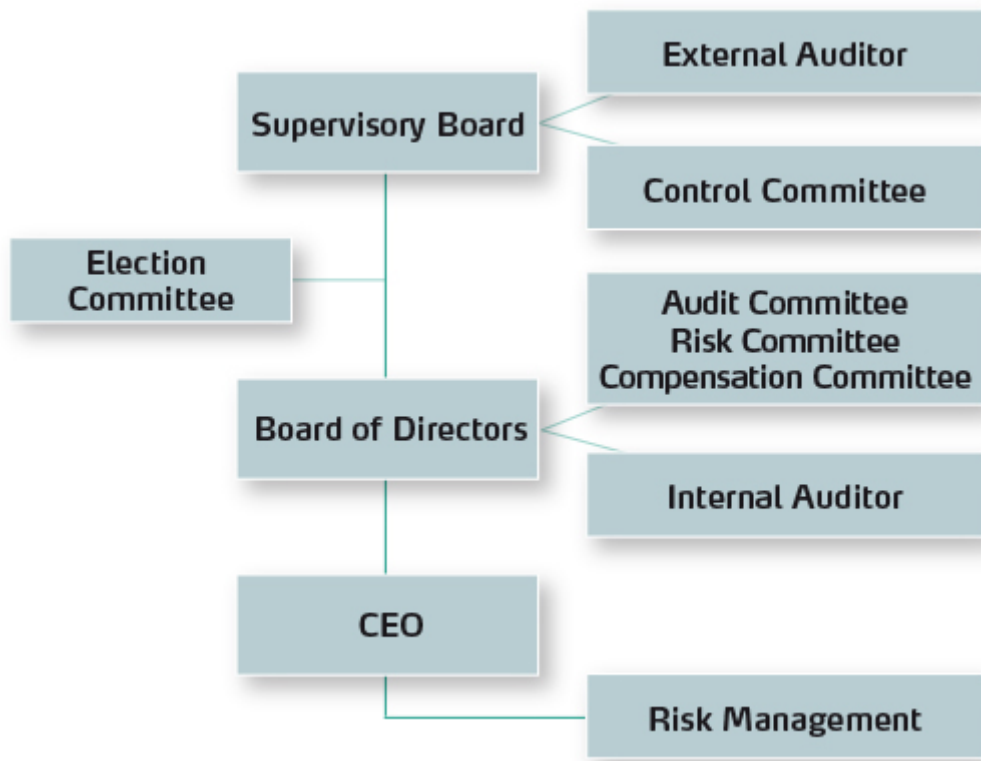 External Auditor
Supervisory Board
Control Committee
Election
Committee
Audit Committee
Risk Committee
Compensation Committee
Board of Directors
Internal Auditor
CEO
Risk Management